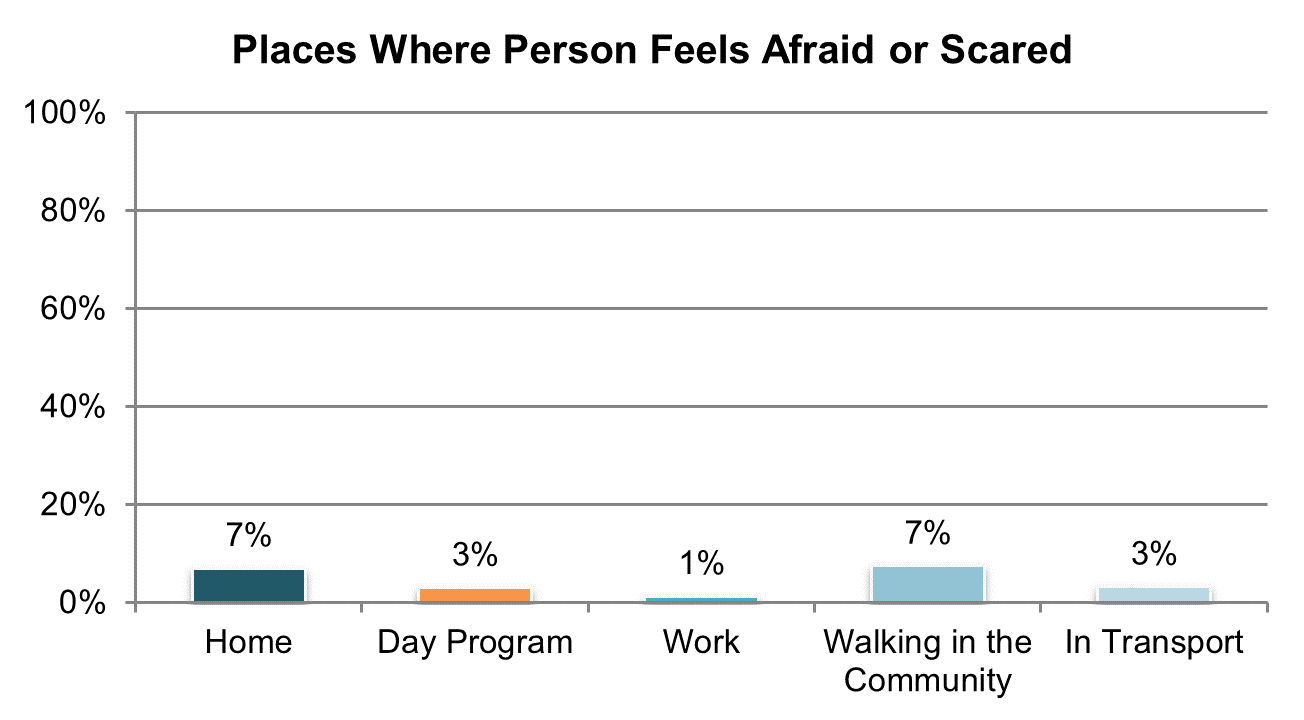 Places Where Person Feels Afraid or Scared
100%
80%
60%
40%
20%
0%
7%
3%
1%
7%
3%
Home
Day Program
Work
Walking in the
Community
In Transport